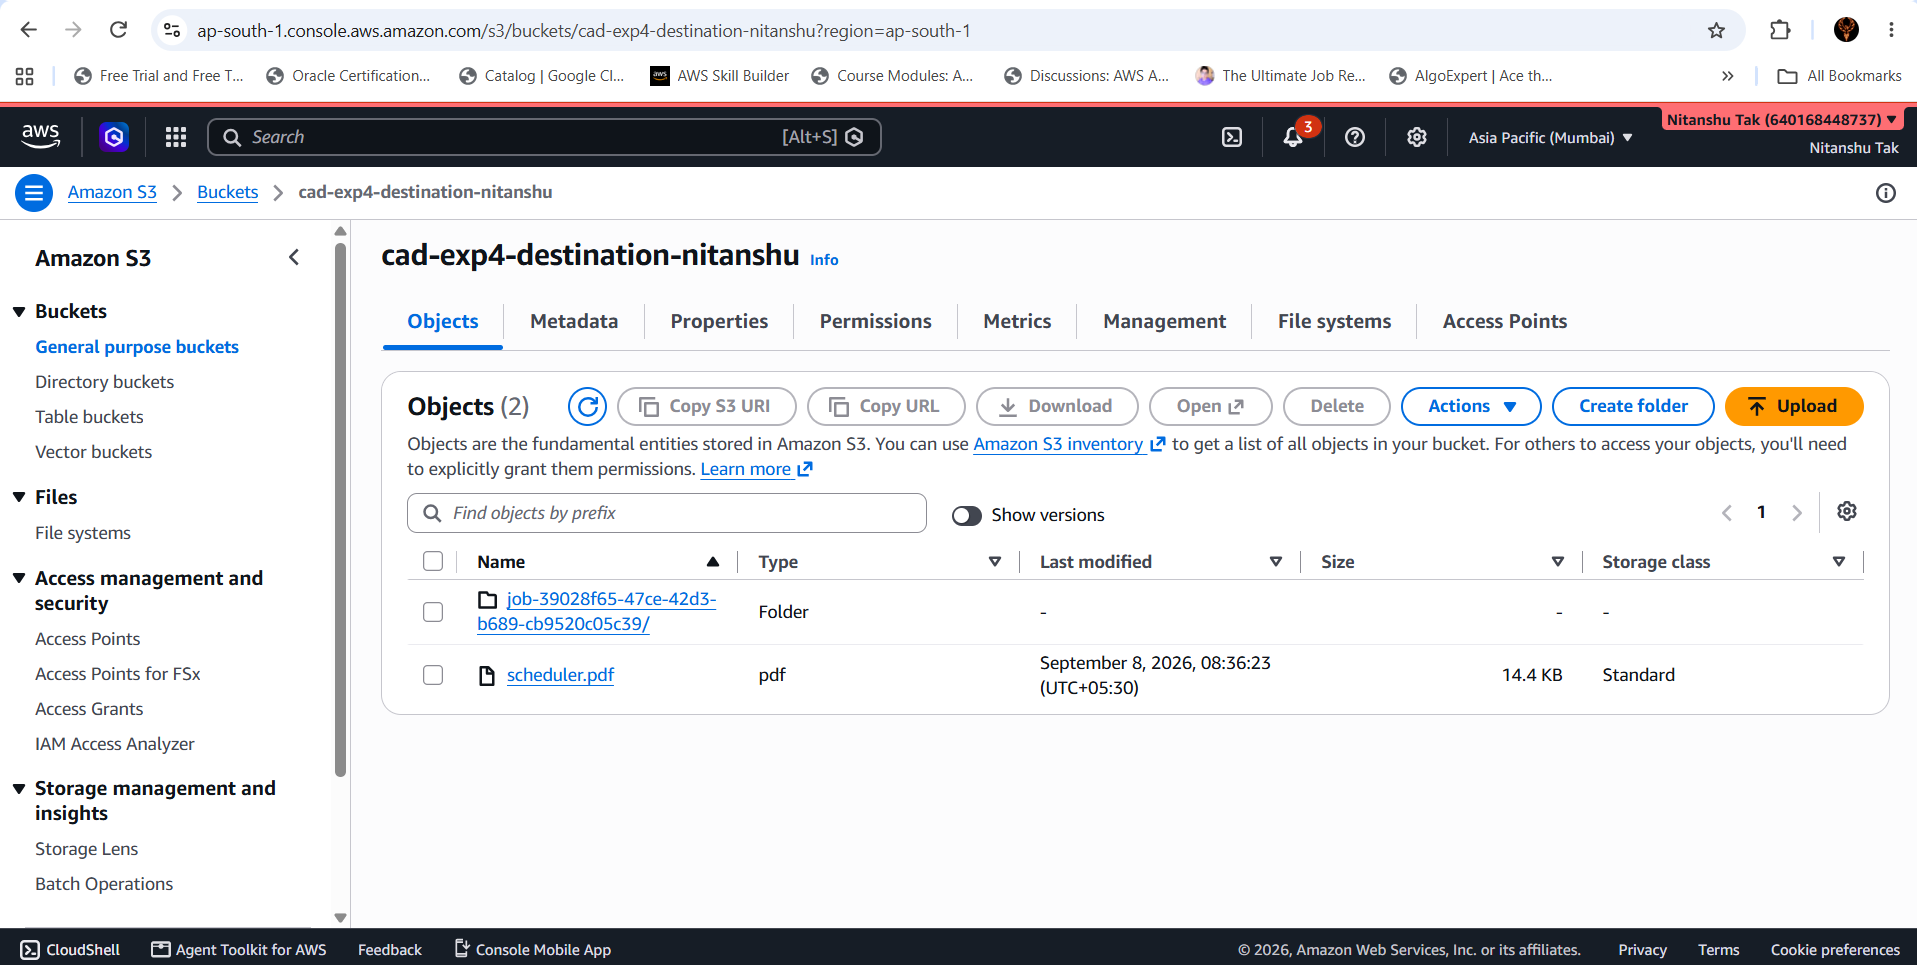 ap-south-1.console.aws.amazon.com/s3/buckets/cad-exp4-destination-nitanshu?region=ap-south-1
Free Trial and Free T... Oracle Certification... Catalog | Google Cl... aws AWS Skill Builder Course Modules: A... Discussions: AWS A... The Ultimate Job Re... AlgoExpert | Ace th... » All Bookmarks
aws Search [Alt+S] 3 Asia Pacific (Mumbai) ▼ Nitanshu Tak (640168448737) ▼
Nitanshu Tak
Amazon S3 > Buckets > cad-exp4-destination-nitanshu
Amazon S3
Buckets
General purpose buckets
Directory buckets
Table buckets
Vector buckets
Files
File systems
Access management and
security
Access Points
Access Points for FSx
Access Grants
IAM Access Analyzer
Storage management and
insights
Storage Lens
Batch Operations
cad-exp4-destination-nitanshu Info
Objects Metadata Properties Permissions Metrics Management File systems Access Points
Objects (2) Copy S3 URI Copy URL Download Open Delete Actions ▼ Create folder Upload
Objects are the fundamental entities stored in Amazon S3. You can use Amazon S3 inventory to get a list of all objects in your bucket. For others to access your objects, you'll need
to explicitly grant them permissions. Learn more
Find objects by prefix Show versions < 1 >
Name Type Last modified Size Storage class
job-39028f65-47ce-42d3-
b689-cb9520c05c39/ Folder - - -
scheduler.pdf pdf September 8, 2026, 08:36:23
(UTC+05:30) 14.4 KB Standard
CloudShell Agent Toolkit for AWS Feedback Console Mobile App © 2026, Amazon Web Services, Inc. or its affiliates. Privacy Terms Cookie preferences